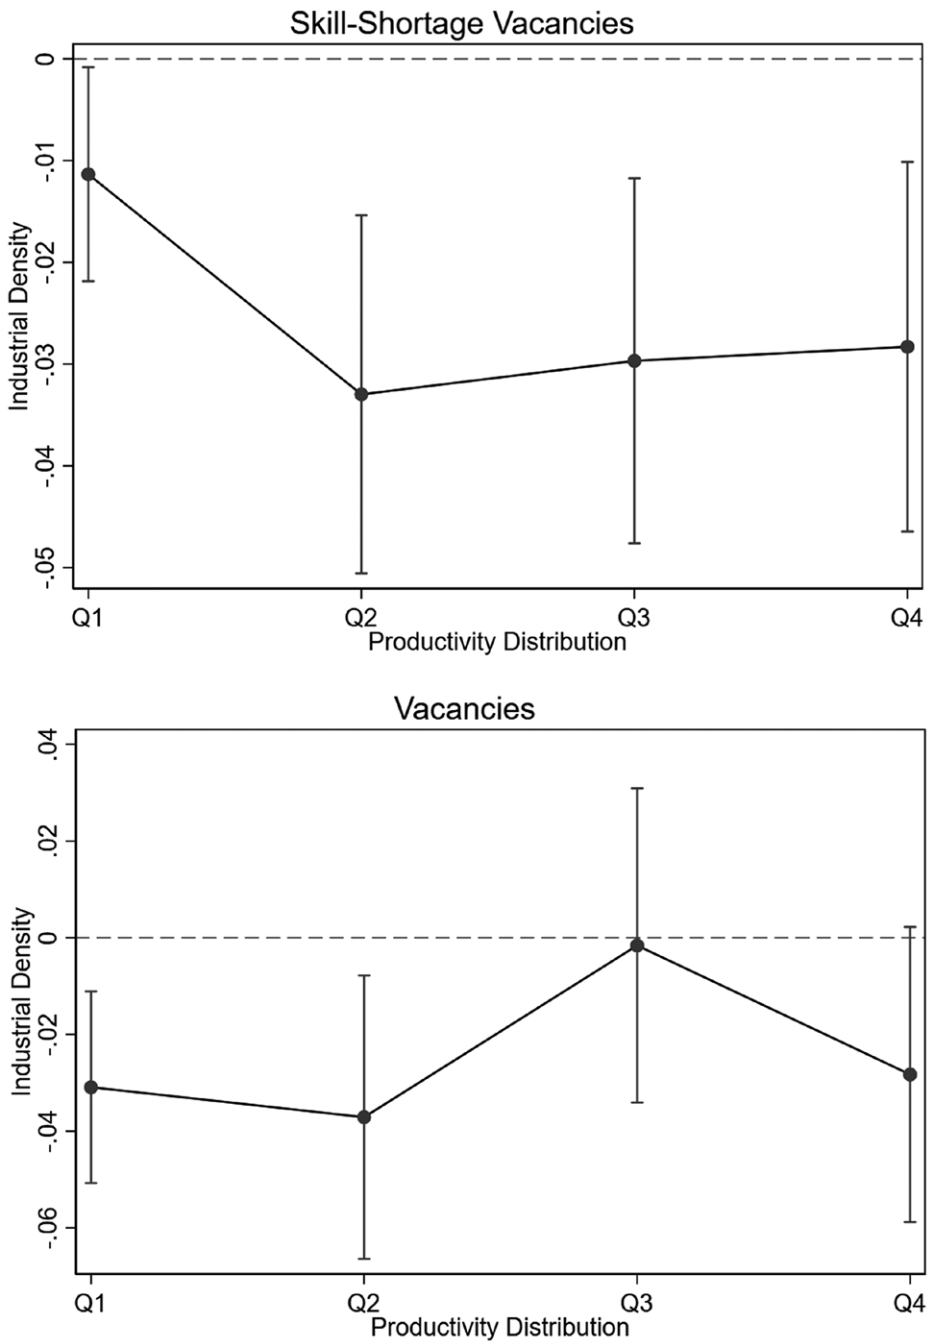 Skill-Shortage Vacancies
0
-.01
-.02
-.03
-.04
-.05
Industrial Density
Q1 Q2 Q3 Q4
Productivity Distribution
Vacancies
.04
.02
0
-.02
-.04
-.06
Industrial Density
Q1 Q2 Q3 Q4
Productivity Distribution